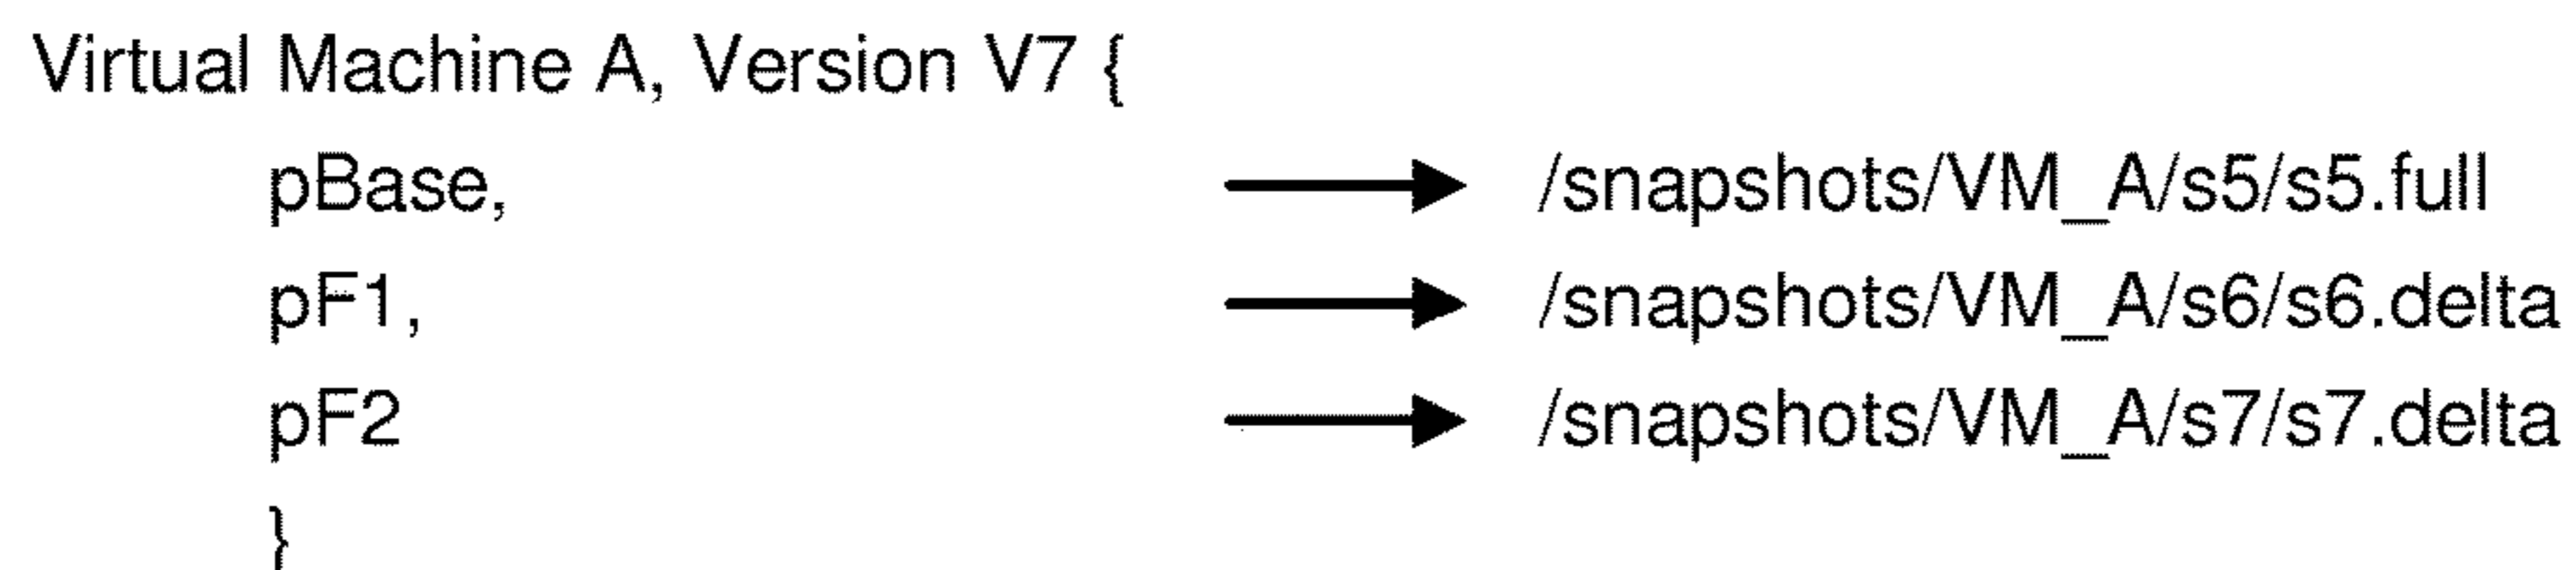 Virtual Machine A, Version V7 {
pBase, /snapshots/VM_A/s5/s5.full
pF1, /snapshots/VM_A/s6/s6.delta
pF2 /snapshots/VM_A/s7/s7.delta
}